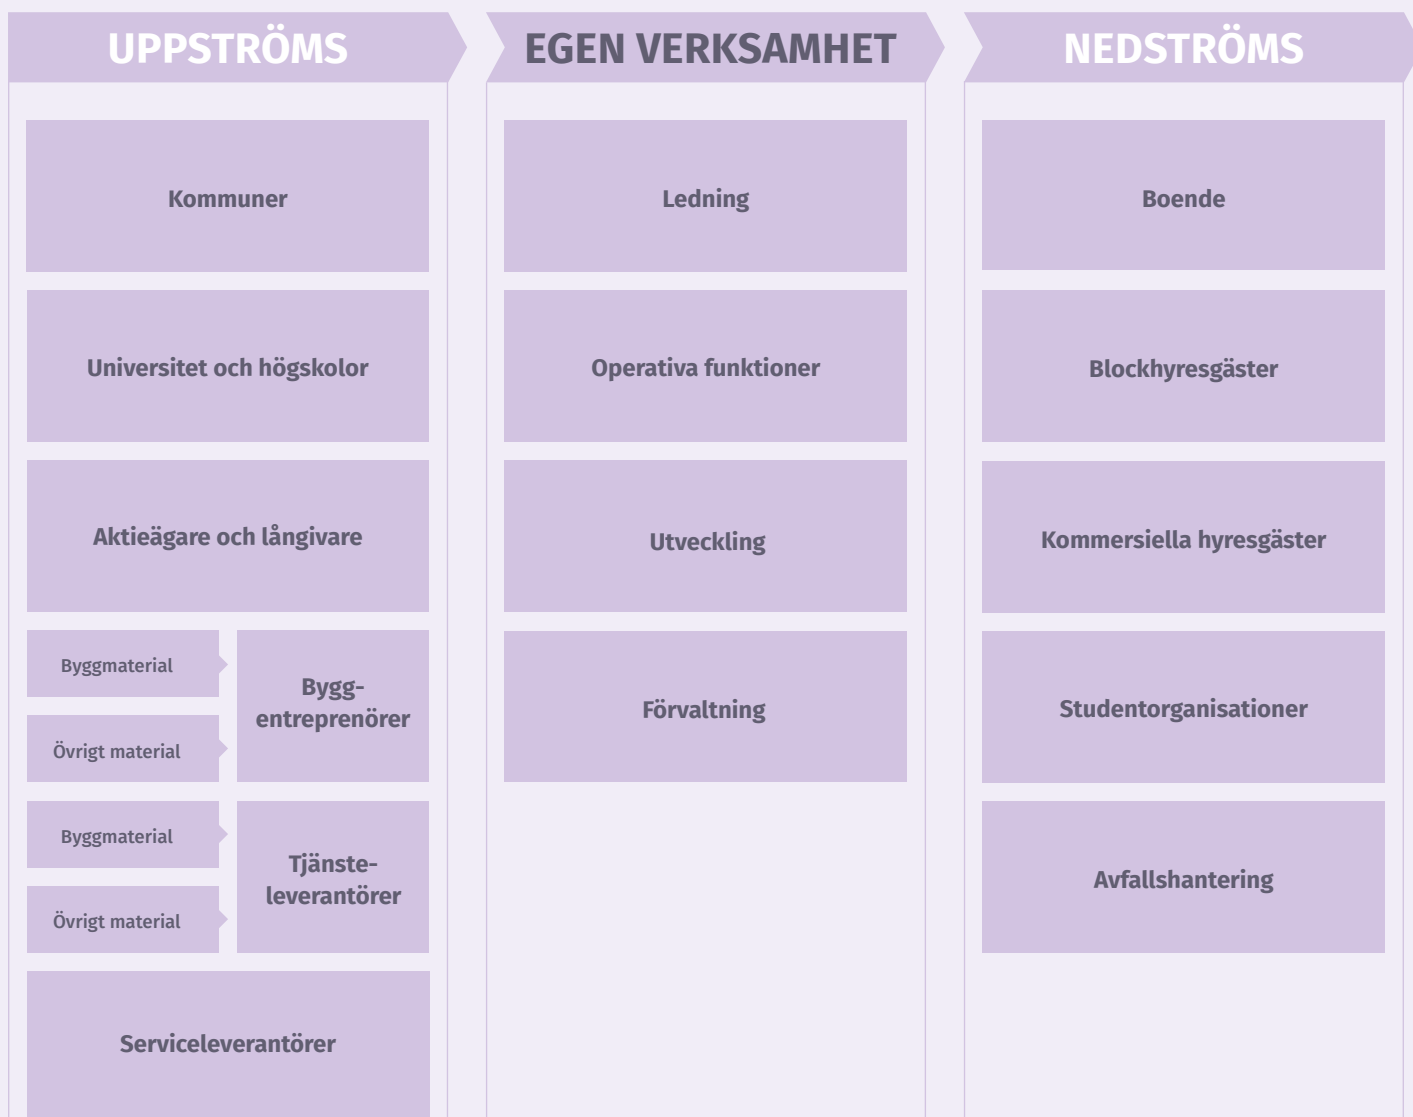 UPPSTRÖMS
Kommuner
Universitet och högskolor
Aktieägare och långivare
Byggmaterial
Övrigt material
Bygg-
entreprenörer
Byggmaterial
Övrigt material
Tjänste-
leverantörer
Serviceleverantörer
EGEN VERKSAMHET
Ledning
Operativa funktioner
Utveckling
Förvaltning
NEDSTRÖMS
Boende
Blockhyresgäster
Kommersiella hyresgäster
Studentorganisationer
Avfallshantering